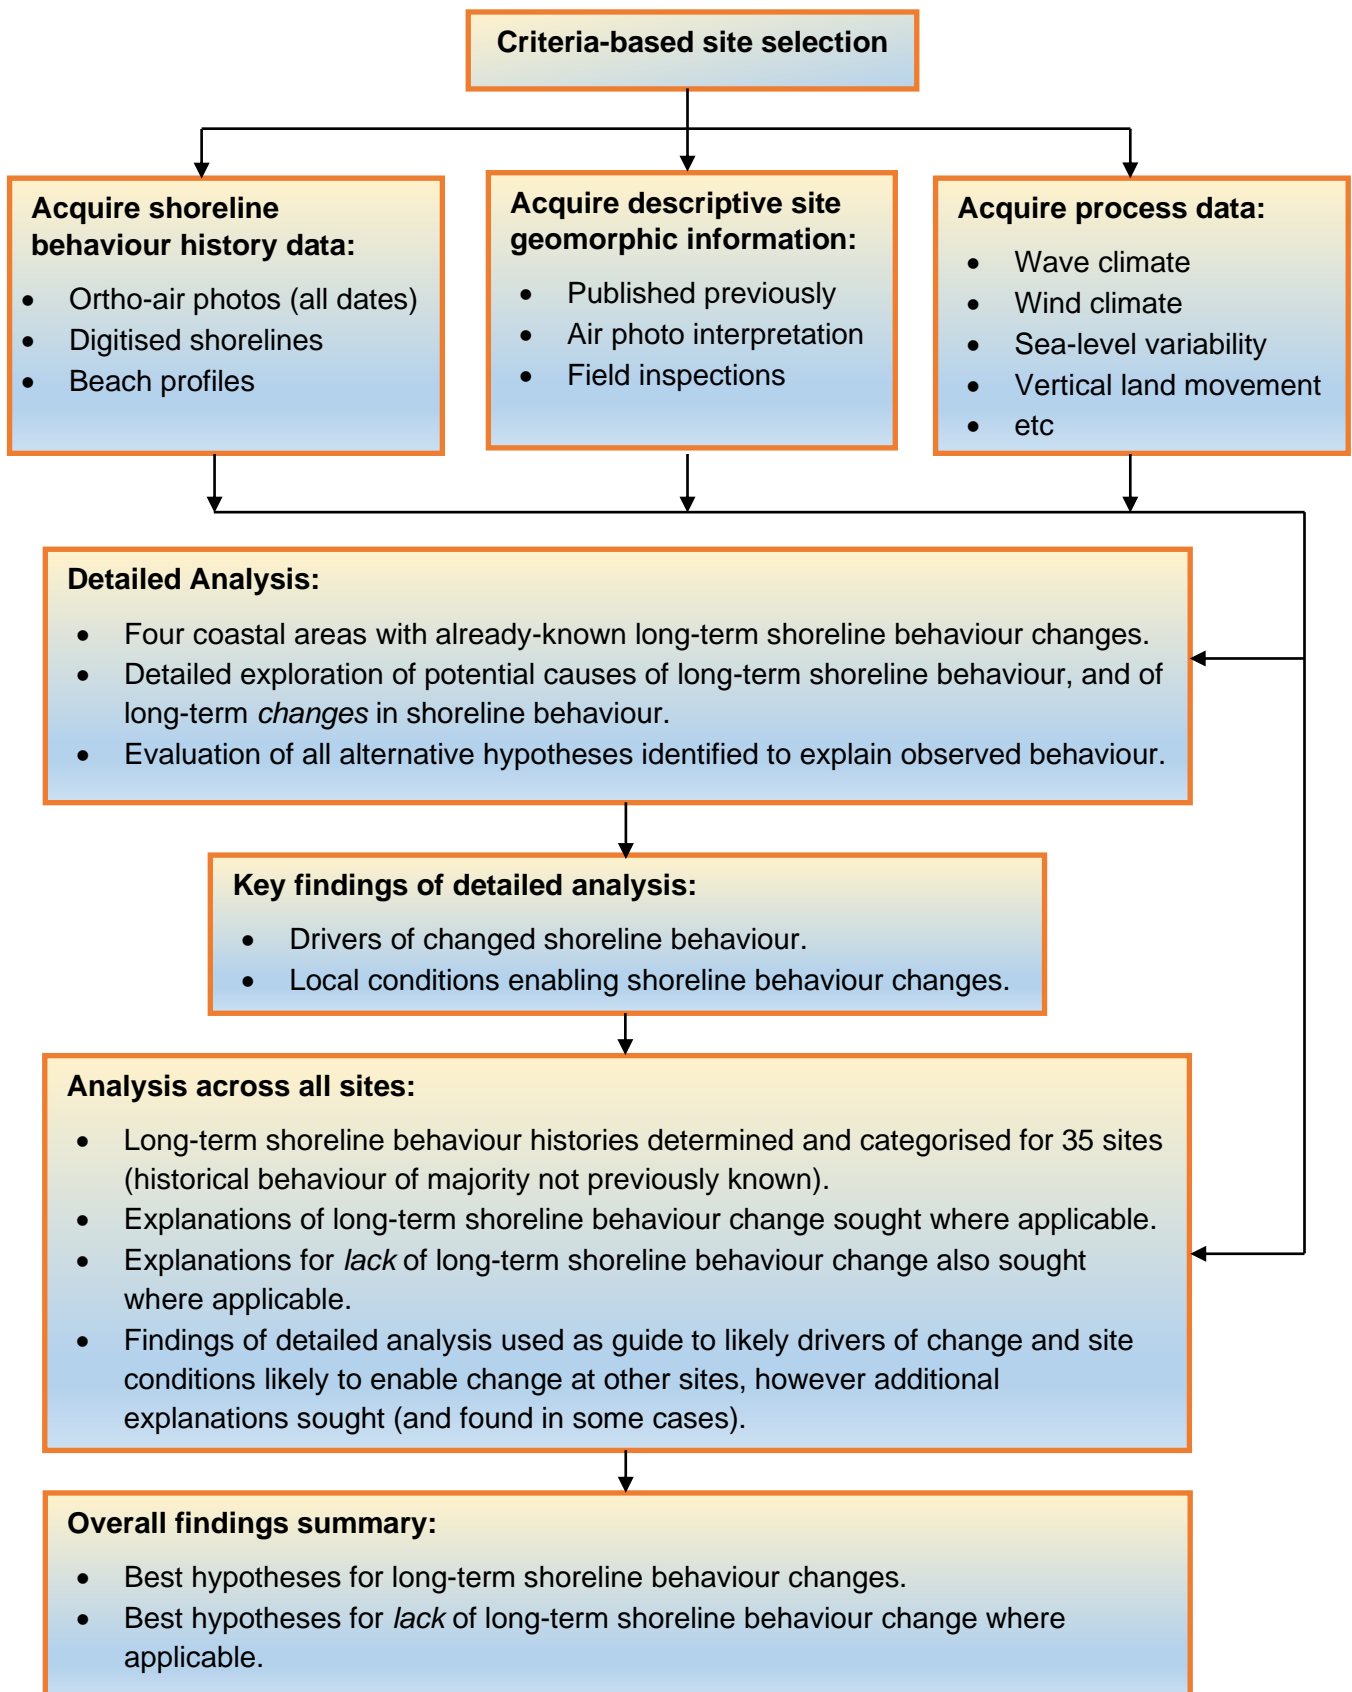 Criteria-based site selection
Acquire shoreline
behaviour history data:
• Ortho-air photos (all dates)
• Digitised shorelines
• Beach profiles
Acquire descriptive site
geomorphic information:
• Published previously
• Air photo interpretation
• Field inspections
Acquire process data:
• Wave climate
• Wind climate
• Sea-level variability
• Vertical land movement
• etc
Detailed Analysis:
• Four coastal areas with already-known long-term shoreline behaviour changes.
• Detailed exploration of potential causes of long-term shoreline behaviour, and of
long-term changes in shoreline behaviour.
• Evaluation of all alternative hypotheses identified to explain observed behaviour.
Key findings of detailed analysis:
• Drivers of changed shoreline behaviour.
• Local conditions enabling shoreline behaviour changes.
Analysis across all sites:
• Long-term shoreline behaviour histories determined and categorised for 35 sites
(historical behaviour of majority not previously known).
• Explanations of long-term shoreline behaviour change sought where applicable.
• Explanations for lack of long-term shoreline behaviour change also sought
where applicable.
• Findings of detailed analysis used as guide to likely drivers of change and site
conditions likely to enable change at other sites, however additional
explanations sought (and found in some cases).
Overall findings summary:
• Best hypotheses for long-term shoreline behaviour changes.
• Best hypotheses for lack of long-term shoreline behaviour change where
applicable.